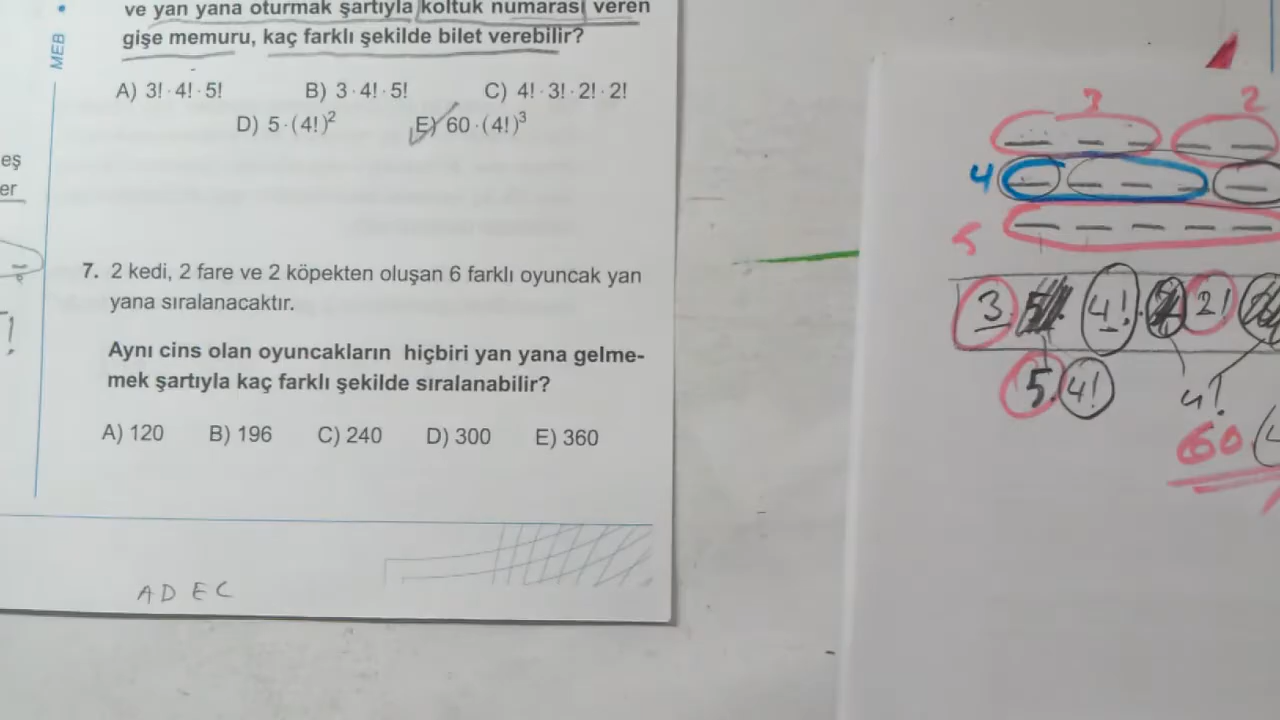 ve yan yana oturmak şartıyla koltuk numarası veren
gişe memuru, kaç farklı şekilde bilet verebilir?
A) 3! · 4! · 5! B) 3 · 4! · 5! C) 4! · 3! · 2! · 2!
D) 5 · (4!)² E) 60 · (4!)³
MEB
eş
er
!
7. 2 kedi, 2 fare ve 2 köpekten oluşan 6 farklı oyuncak yan
yana sıralanacaktır.
Aynı cins olan oyuncakların hiçbiri yan yana gelme-
mek şartıyla kaç farklı şekilde sıralanabilir?
A) 120 B) 196 C) 240 D) 300 E) 360
ADEC
3 2
4
5
3. 5 4! . 2!
5. 4!
4!
60